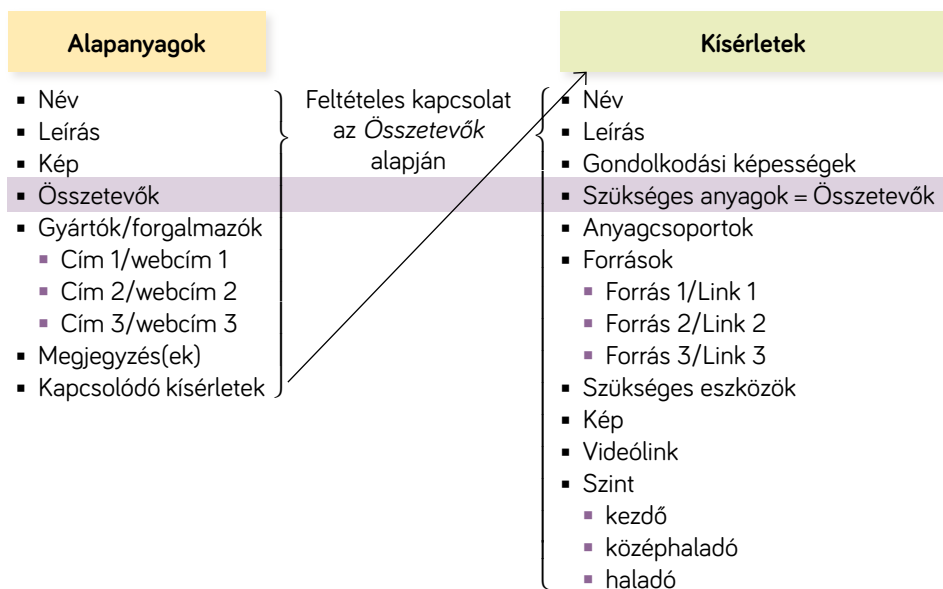 Alapanyagok
▪ Név
▪ Leírás
▪ Kép
▪ Összetevők
▪ Gyártók/forgalmazók
▪ Cím 1/webcím 1
▪ Cím 2/webcím 2
▪ Cím 3/webcím 3
▪ Megjegyzés(ek)
▪ Kapcsolódó kísérletek
Feltételes kapcsolat
az Összetevők
alapján
Kísérletek
▪ Név
▪ Leírás
▪ Gondolkodási képességek
▪ Szükséges anyagok = Összetevők
▪ Anyagcsoportok
▪ Források
▪ Forrás 1/Link 1
▪ Forrás 2/Link 2
▪ Forrás 3/Link 3
▪ Szükséges eszközök
▪ Kép
▪ Videólink
▪ Szint
▪ kezdő
▪ középhaladó
▪ haladó